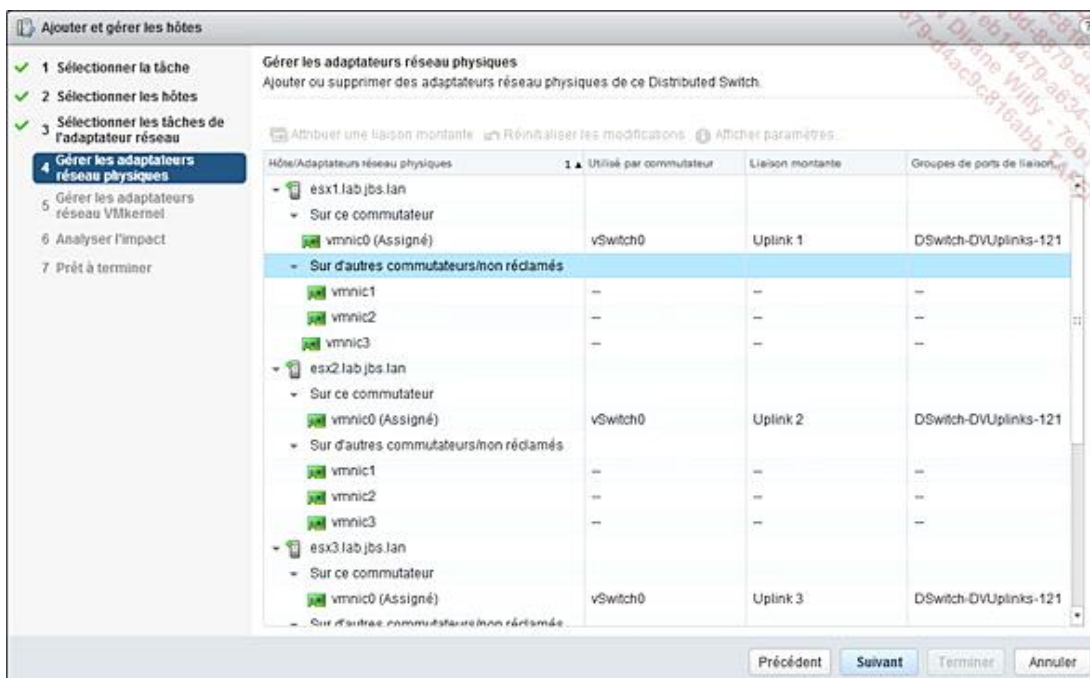 Ajouter et gérer les hôtes
1 Sélectionner la tâche
2 Sélectionner les hôtes
3 Sélectionner les tâches de
l'adaptateur réseau
4 Gérer les adaptateurs
réseau physiques
5 Gérer les adaptateurs
réseau VMkernel
6 Analyser l'impact
7 Prêt à terminer
Gérer les adaptateurs réseau physiques
Ajouter ou supprimer des adaptateurs réseau physiques de ce Distributed Switch.
Attribuer une liaison montante Réinitialiser les modifications Afficher paramètres
Hôte/Adaptateurs réseau physiques 1 ▲ Utilisé par commutateur Liaison montante Groupes de ports de liaison...
esx1.lab.jbs.lan
Sur ce commutateur
vmnic0 (Assigné) vSwitch0 Uplink 1 DSwitch-DVUplinks-121
Sur d'autres commutateurs/non réclamés
vmnic1 -- -- --
vmnic2 -- -- --
vmnic3 -- -- --
esx2.lab.jbs.lan
Sur ce commutateur
vmnic0 (Assigné) vSwitch0 Uplink 2 DSwitch-DVUplinks-121
Sur d'autres commutateurs/non réclamés
vmnic1 -- -- --
vmnic2 -- -- --
vmnic3 -- -- --
esx3.lab.jbs.lan
Sur ce commutateur
vmnic0 (Assigné) vSwitch0 Uplink 3 DSwitch-DVUplinks-121
Sur d'autres commutateurs/non réclamés
Précédent Suivant Terminer Annuler